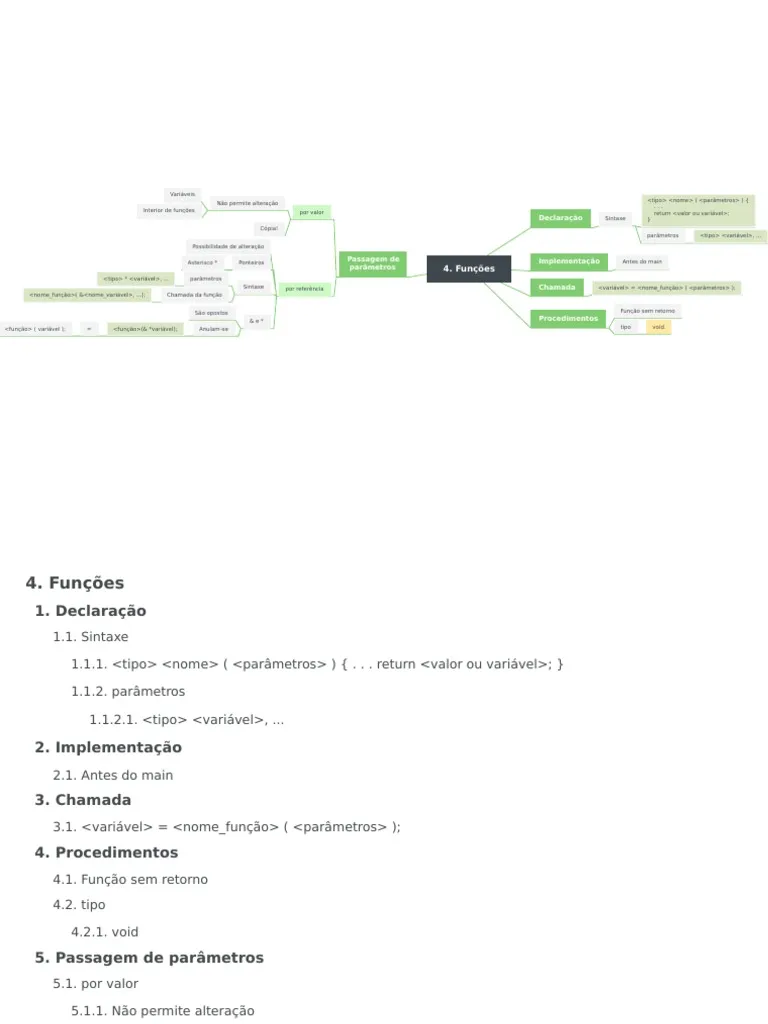 Variáveis
Interior de funções
Não permite alteração
Cópia!
por valor
Possibilidade de alteração
Asterisco *
Ponteiros
<tipo> * <variável>, ...
parâmetros
<nome_função>( &<nome_variável>, ...);
Chamada da função
Sintaxe
por referência
São opostos
<função> ( variável );
=
<função>(& *variável);
Anulam-se
& e *
Passagem de
parâmetros
4. Funções
Declaração
Sintaxe
<tipo> <nome> ( <parâmetros> ) {
. . .
return <valor ou variável>;
}
parâmetros
<tipo> <variável>, ...
Implementação
Antes do main
Chamada
<variável> = <nome_função> ( <parâmetros> );
Procedimentos
Função sem retorno
tipo
void
4. Funções
1. Declaração
1.1. Sintaxe
1.1.1. <tipo> <nome> ( <parâmetros> ) { . . . return <valor ou variável>; }
1.1.2. parâmetros
1.1.2.1. <tipo> <variável>, ...
2. Implementação
2.1. Antes do main
3. Chamada
3.1. <variável> = <nome_função> ( <parâmetros> );
4. Procedimentos
4.1. Função sem retorno
4.2. tipo
4.2.1. void
5. Passagem de parâmetros
5.1. por valor
5.1.1. Não permite alteração